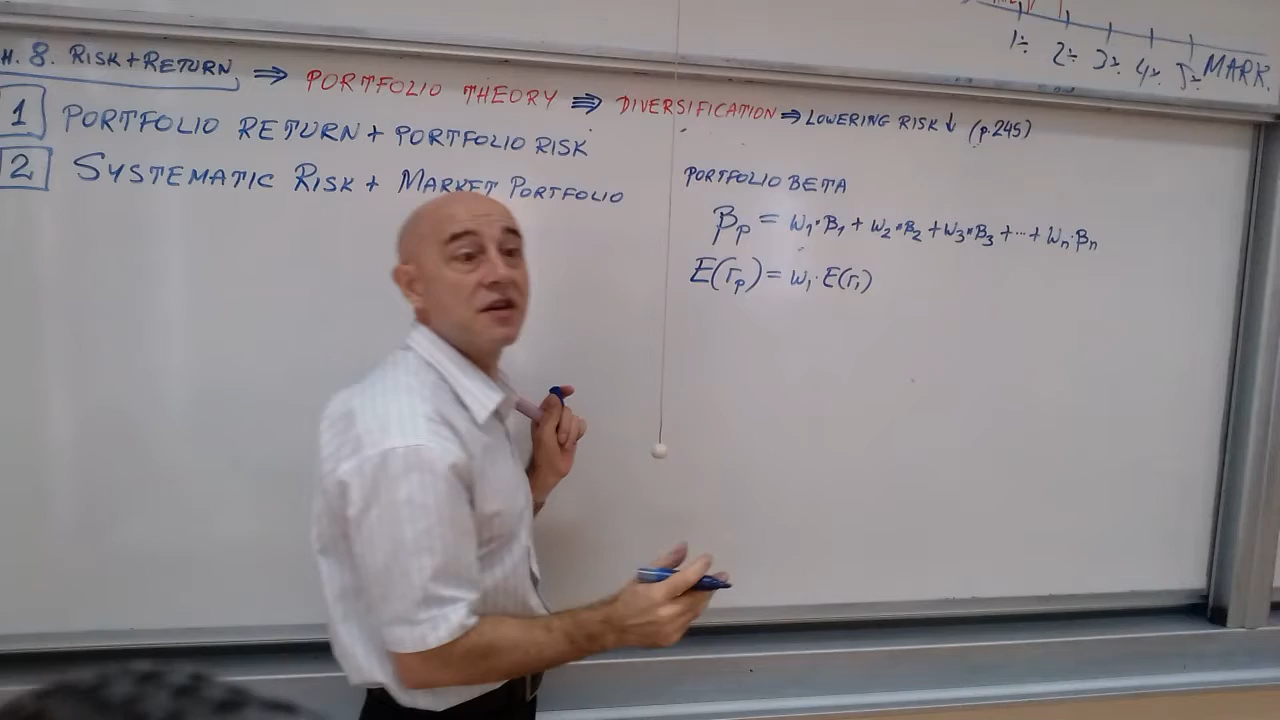 1% 2% 3% 4% 5% MARK.
H. 8. RISK+RETURN ⇒ PORTFOLIO THEORY ⇒ DIVERSIFICATION ⇒ LOWERING RISK ↓ (p.245)
1 PORTFOLIO RETURN + PORTFOLIO RISK
2 SYSTEMATIC RISK + MARKET PORTFOLIO
PORTFOLIO BETA
βp = w1·β1 + w2·β2 + w3·β3 + ... + wn·βn
E(rp) = w1·E(r1)